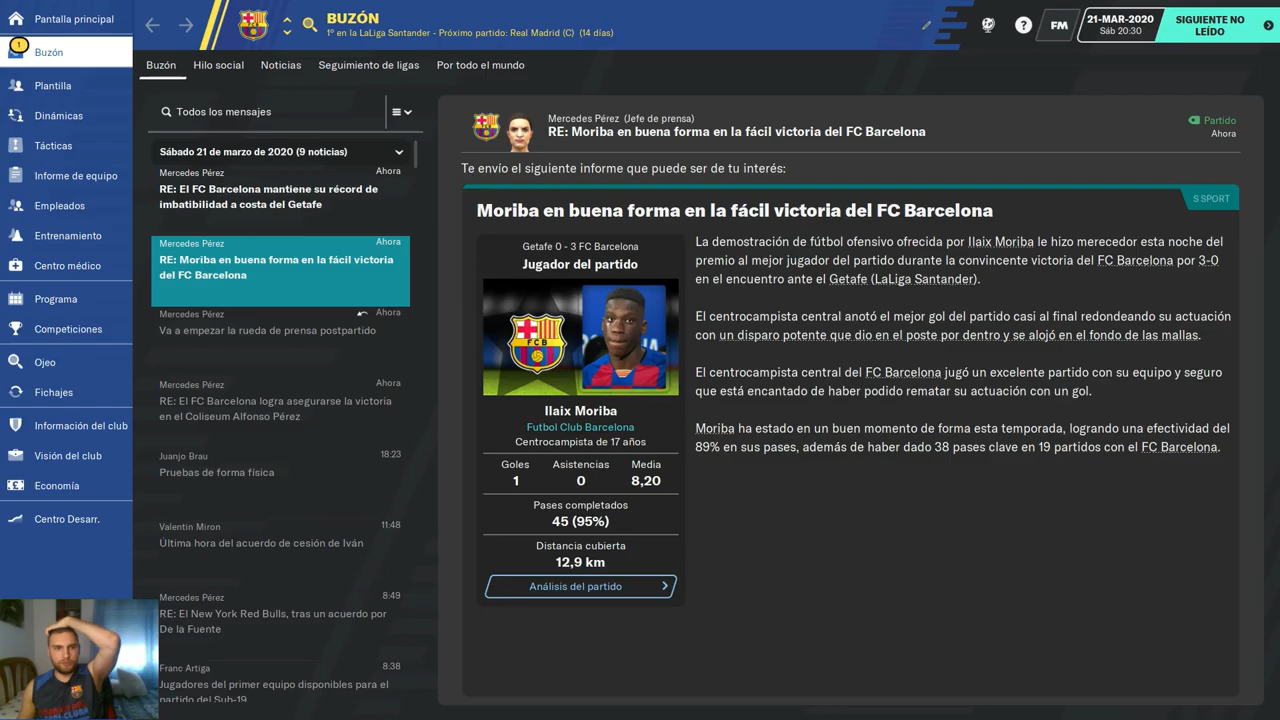 Pantalla principal
1
Buzón
Plantilla
Dinámicas
Tácticas
Informe de equipo
Empleados
Entrenamiento
Centro médico
Programa
Competiciones
Ojeo
Fichajes
Información del club
Visión del club
Economía
Centro Desarr.
BUZÓN
1º en la LaLiga Santander - Próximo partido: Real Madrid (C) (14 días)
?
FM
21-MAR-2020
Sáb 20:30
SIGUIENTE NO
LEÍDO
Buzón
Hilo social
Noticias
Seguimiento de ligas
Por todo el mundo
Todos los mensajes
Sábado 21 de marzo de 2020 (9 noticias)
Mercedes Pérez Ahora
RE: El FC Barcelona mantiene su récord de
imbatibilidad a costa del Getafe
Mercedes Pérez Ahora
RE: Moriba en buena forma en la fácil victoria
del FC Barcelona
Mercedes Pérez Ahora
Va a empezar la rueda de prensa postpartido
Mercedes Pérez Ahora
RE: El FC Barcelona logra asegurarse la victoria
en el Coliseum Alfonso Pérez
Juanjo Brau 18:23
Pruebas de forma física
Valentin Miron 11:48
Última hora del acuerdo de cesión de Iván
Mercedes Pérez 8:49
RE: El New York Red Bulls, tras un acuerdo por
De la Fuente
Franc Artiga 8:38
Jugadores del primer equipo disponibles para el
partido del Sub-19
Mercedes Pérez (Jefe de prensa)
RE: Moriba en buena forma en la fácil victoria del FC Barcelona
Partido
Ahora
Te envío el siguiente informe que puede ser de tu interés:
S SPORT
Moriba en buena forma en la fácil victoria del FC Barcelona
Getafe 0 - 3 FC Barcelona
Jugador del partido
FCB
Ilaix Moriba
Futbol Club Barcelona
Centrocampista de 17 años
Goles Asistencias Media
1 0 8,20
Pases completados
45 (95%)
Distancia cubierta
12,9 km
Análisis del partido
La demostración de fútbol ofensivo ofrecida por Ilaix Moriba le hizo merecedor esta noche del
premio al mejor jugador del partido durante la convincente victoria del FC Barcelona por 3-0
en el encuentro ante el Getafe (LaLiga Santander).
El centrocampista central anotó el mejor gol del partido casi al final redondeando su actuación
con un disparo potente que dio en el poste por dentro y se alojó en el fondo de las mallas.
El centrocampista central del FC Barcelona jugó un excelente partido con su equipo y seguro
que está encantado de haber podido rematar su actuación con un gol.
Moriba ha estado en un buen momento de forma esta temporada, logrando una efectividad del
89% en sus pases, además de haber dado 38 pases clave en 19 partidos con el FC Barcelona.